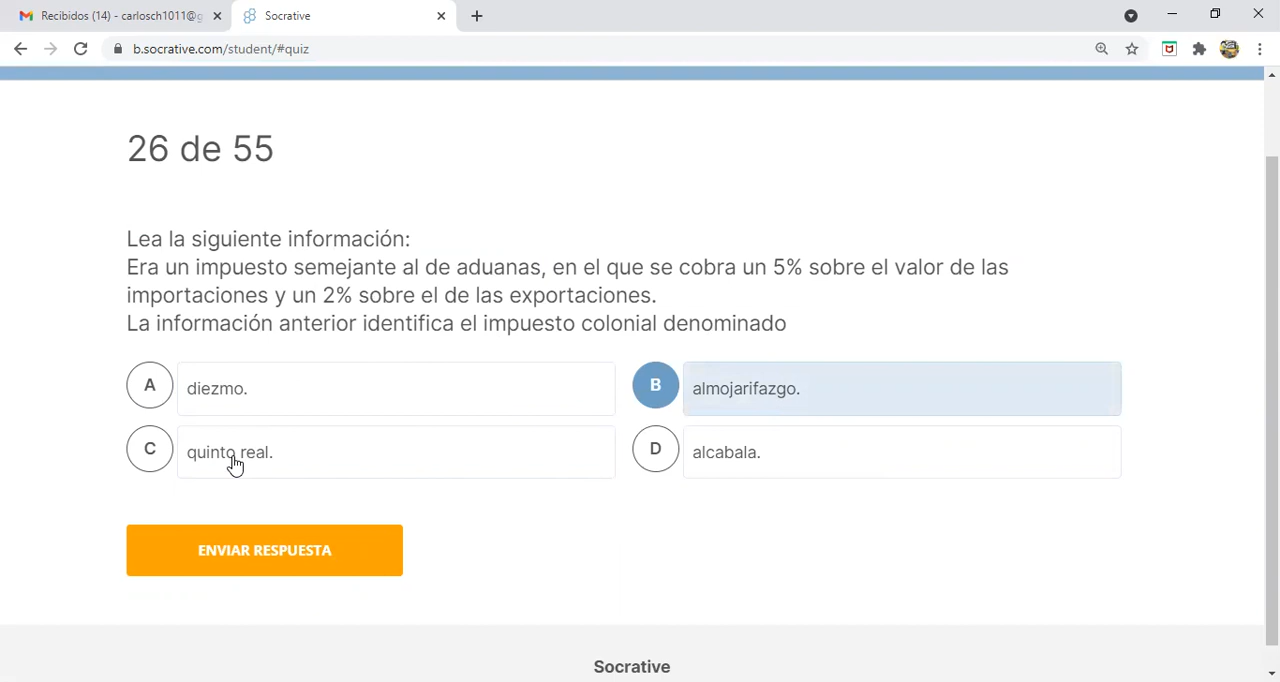 Recibidos (14) - carlosch1011@g
Socrative
b.socrative.com/student/#quiz
26 de 55
Lea la siguiente información:
Era un impuesto semejante al de aduanas, en el que se cobra un 5% sobre el valor de las
importaciones y un 2% sobre el de las exportaciones.
La información anterior identifica el impuesto colonial denominado
A diezmo.
B almojarifazgo.
C quinto real.
D alcabala.
ENVIAR RESPUESTA
Socrative